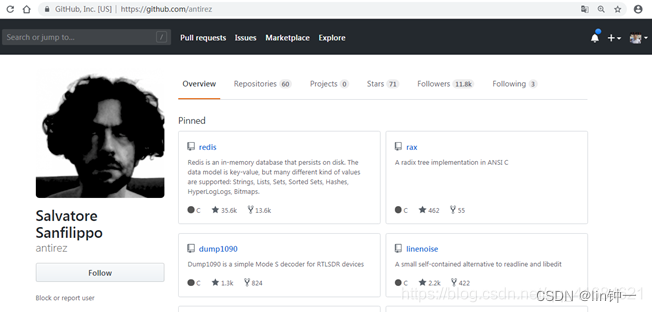 GitHub, Inc. [US] | https://github.com/antirez
Search or jump to... /
Pull requests Issues Marketplace Explore
Overview Repositories 60 Projects 0 Stars 71 Followers 11.8k Following 3
Pinned
redis
Redis is an in-memory database that persists on disk. The
data model is key-value, but many different kind of values
are supported: Strings, Lists, Sets, Sorted Sets, Hashes,
HyperLogLogs, Bitmaps.
C 35.6k 13.6k
rax
A radix tree implementation in ANSI C
C 462 55
Salvatore
Sanfilippo
antirez
Follow
Block or report user
dump1090
Dump1090 is a simple Mode S decoder for RTLSDR devices
C 1.3k 824
linenoise
A small self-contained alternative to readline and libedit
C 2.2k 422
CSDN @lin钟一